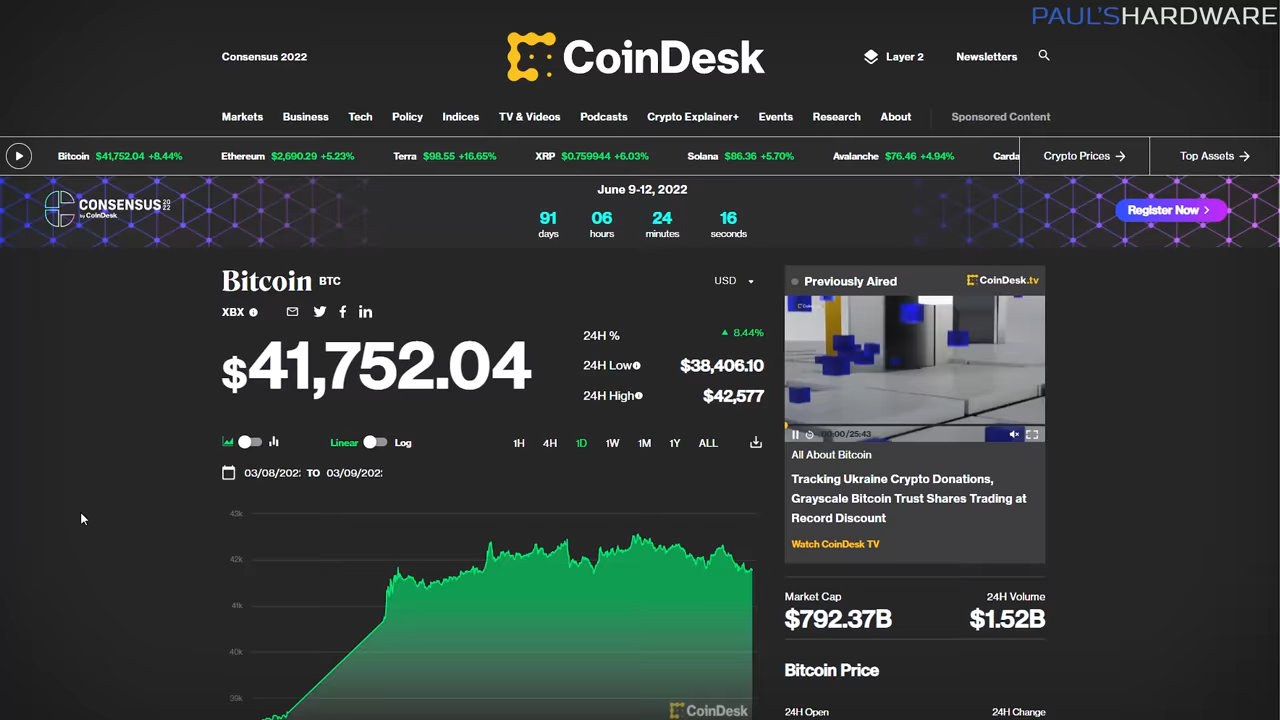 PAUL'SHARDWARE
Consensus 2022
CoinDesk
Layer 2
Newsletters
Markets Business Tech Policy Indices TV & Videos Podcasts Crypto Explainer+ Events Research About Sponsored Content
Bitcoin $41,752.04 +8.44% Ethereum $2,690.29 +5.23% Terra $98.55 +16.65% XRP $0.759944 +6.03% Solana $86.36 +5.70% Avalanche $76.46 +4.94% Carda Crypto Prices → Top Assets →
June 9-12, 2022
CONSENSUS 2022
by CoinDesk
91 06 24 16
days hours minutes seconds
Register Now
Bitcoin BTC
USD
XBX
$41,752.04
24H % 8.44%
24H Low $38,406.10
24H High $42,577
Linear Log
1H 4H 1D 1W 1M 1Y ALL
03/08/202 TO 03/09/202
43k
42k
41k
40k
39k
CoinDesk
Previously Aired
CoinDesk.tv
00:00/25:43
All About Bitcoin
Tracking Ukraine Crypto Donations,
Grayscale Bitcoin Trust Shares Trading at
Record Discount
Watch CoinDesk TV
Market Cap 24H Volume
$792.37B $1.52B
Bitcoin Price
24H Open 24H Change